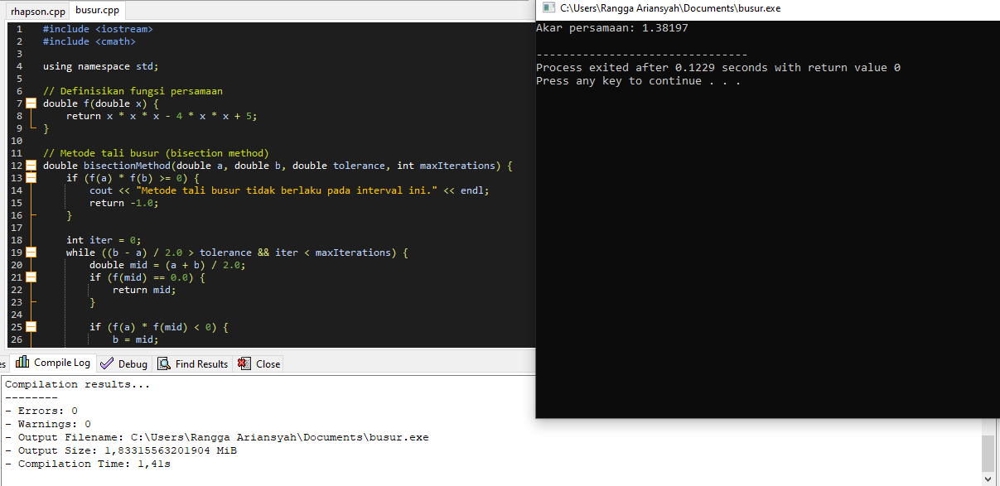 rhapson.cpp busur.cpp
1 #include <iostream>
2 #include <cmath>
3
4 using namespace std;
5
6 // Definisikan fungsi persamaan
7 double f(double x) {
8 return x * x * x - 4 * x * x + 5;
9 }
10
11 // Metode tali busur (bisection method)
12 double bisectionMethod(double a, double b, double tolerance, int maxIterations) {
13 if (f(a) * f(b) >= 0) {
14 cout << "Metode tali busur tidak berlaku pada interval ini." << endl;
15 return -1.0;
16 }
17
18 int iter = 0;
19 while ((b - a) / 2.0 > tolerance && iter < maxIterations) {
20 double mid = (a + b) / 2.0;
21 if (f(mid) == 0.0) {
22 return mid;
23 }
24
25 if (f(a) * f(mid) < 0) {
26 b = mid;
es Compile Log Debug Find Results Close
Compilation results...
--------
- Errors: 0
- Warnings: 0
- Output Filename: C:\Users\Rangga Ariansyah\Documents\busur.exe
- Output Size: 1,83315563201904 MiB
- Compilation Time: 1,41s
C:\Users\Rangga Ariansyah\Documents\busur.exe
Akar persamaan: 1.38197
--------------------------------
Process exited after 0.1229 seconds with return value 0
Press any key to continue . . .